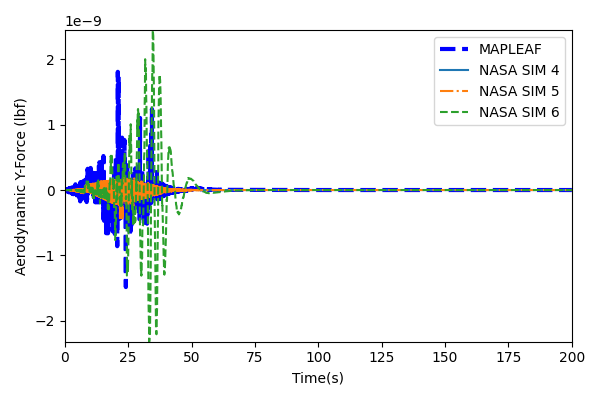 1e−9
Aerodynamic Y-Force (lbf)
2
1
0
−1
−2
MAPLEAF
NASA SIM 4
NASA SIM 5
NASA SIM 6
0 25 50 75 100 125 150 175 200
Time(s)